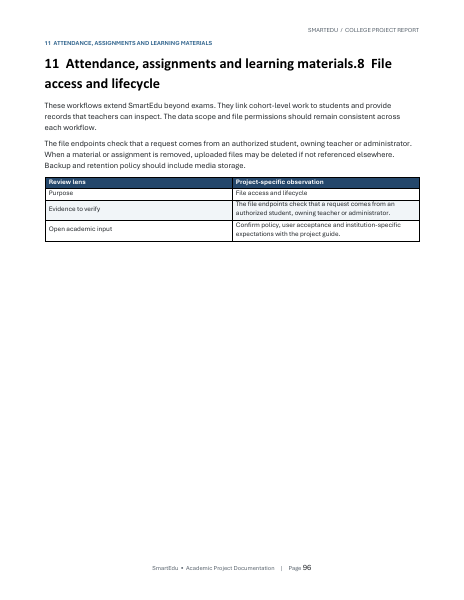 SMARTEDU / COLLEGE PROJECT REPORT
11 ATTENDANCE, ASSIGNMENTS AND LEARNING MATERIALS
11 Attendance, assignments and learning materials.8 File
access and lifecycle
These workflows extend SmartEdu beyond exams. They link cohort-level work to students and provide
records that teachers can inspect. The data scope and file permissions should remain consistent across
each workflow.
The file endpoints check that a request comes from an authorized student, owning teacher or administrator.
When a material or assignment is removed, uploaded files may be deleted if not referenced elsewhere.
Backup and retention policy should include media storage.
Review lens Project-specific observation
Purpose File access and lifecycle
Evidence to verify The file endpoints check that a request comes from an
authorized student, owning teacher or administrator.
Open academic input Confirm policy, user acceptance and institution-specific
expectations with the project guide.
SmartEdu • Academic Project Documentation | Page 96